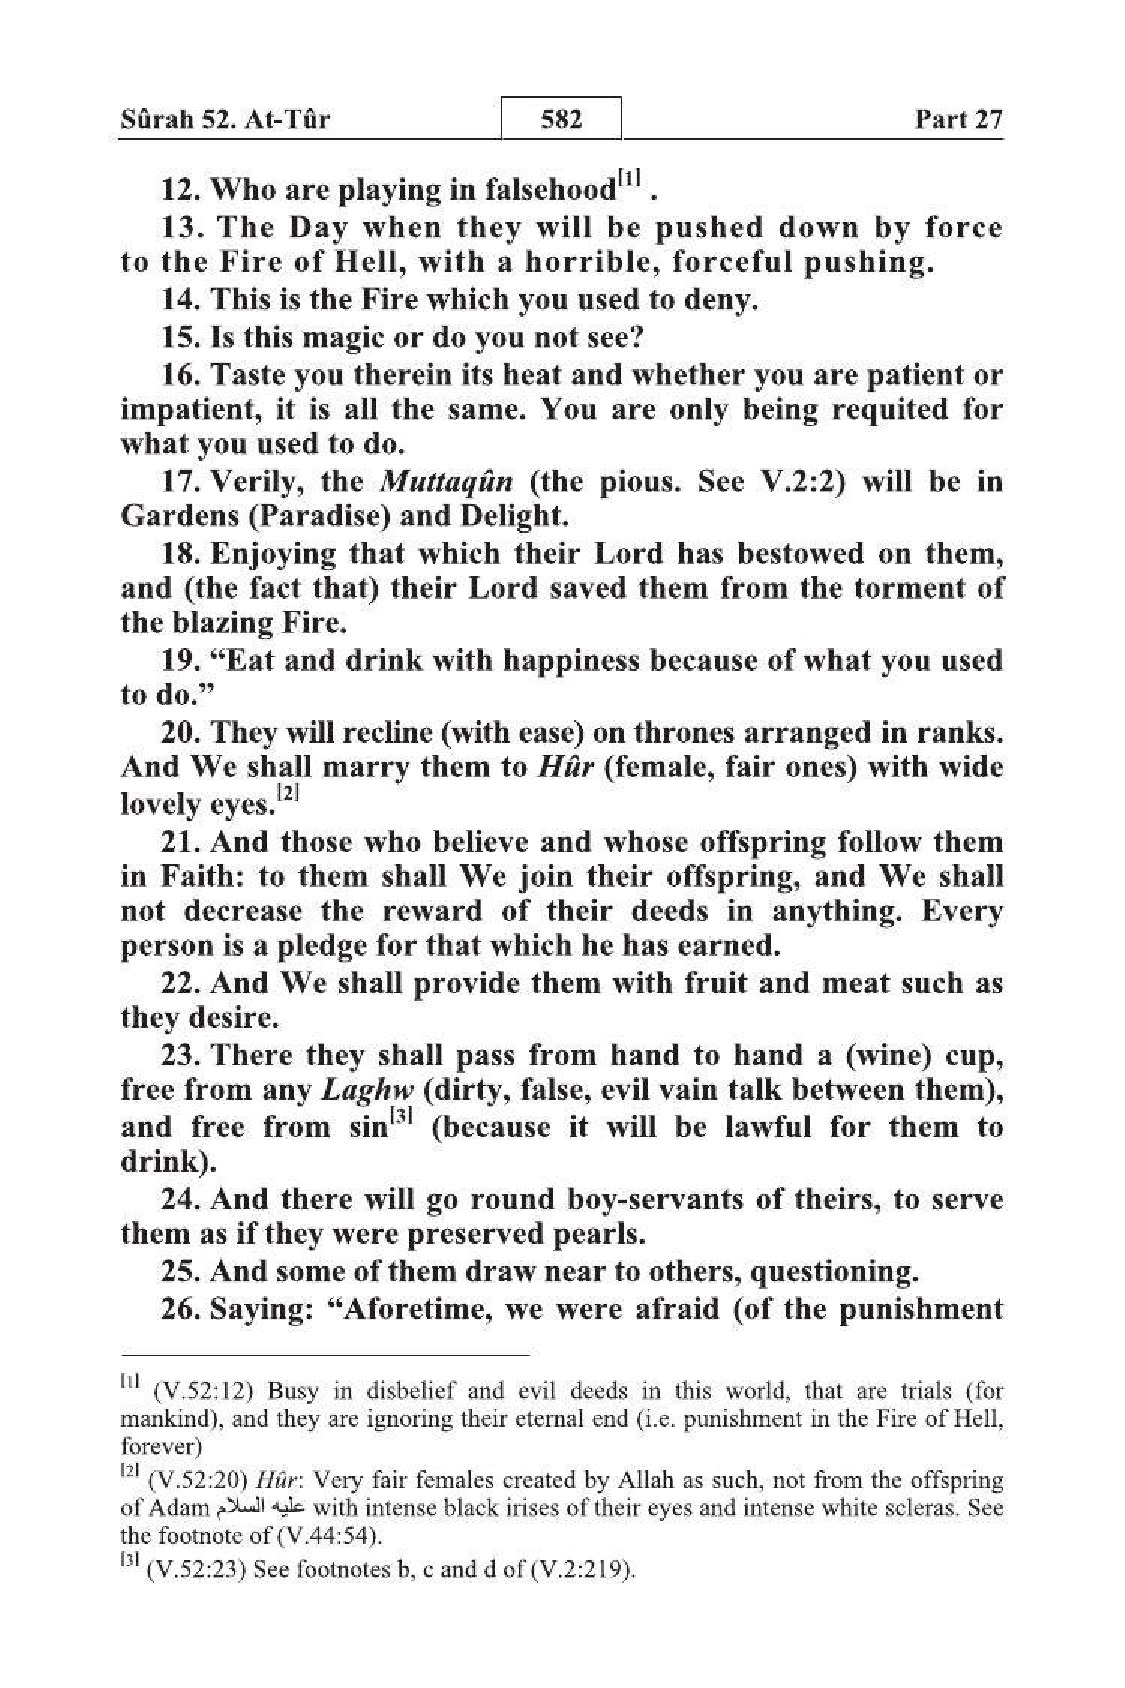 Sûrah 52. At-Tûr 582 Part 27
12. Who are playing in falsehood[1] .
13. The Day when they will be pushed down by force
to the Fire of Hell, with a horrible, forceful pushing.
14. This is the Fire which you used to deny.
15. Is this magic or do you not see?
16. Taste you therein its heat and whether you are patient or
impatient, it is all the same. You are only being requited for
what you used to do.
17. Verily, the Muttaqûn (the pious. See V.2:2) will be in
Gardens (Paradise) and Delight.
18. Enjoying that which their Lord has bestowed on them,
and (the fact that) their Lord saved them from the torment of
the blazing Fire.
19. “Eat and drink with happiness because of what you used
to do.”
20. They will recline (with ease) on thrones arranged in ranks.
And We shall marry them to Hûr (female, fair ones) with wide
lovely eyes.[2]
21. And those who believe and whose offspring follow them
in Faith: to them shall We join their offspring, and We shall
not decrease the reward of their deeds in anything. Every
person is a pledge for that which he has earned.
22. And We shall provide them with fruit and meat such as
they desire.
23. There they shall pass from hand to hand a (wine) cup,
free from any Laghw (dirty, false, evil vain talk between them),
and free from sin[3] (because it will be lawful for them to
drink).
24. And there will go round boy-servants of theirs, to serve
them as if they were preserved pearls.
25. And some of them draw near to others, questioning.
26. Saying: “Aforetime, we were afraid (of the punishment
[1] (V.52:12) Busy in disbelief and evil deeds in this world, that are trials (for
mankind), and they are ignoring their eternal end (i.e. punishment in the Fire of Hell,
forever)
[2] (V.52:20) Hûr: Very fair females created by Allah as such, not from the offspring
of Adam عليه السلام with intense black irises of their eyes and intense white scleras. See
the footnote of (V.44:54).
[3] (V.52:23) See footnotes b, c and d of (V.2:219).